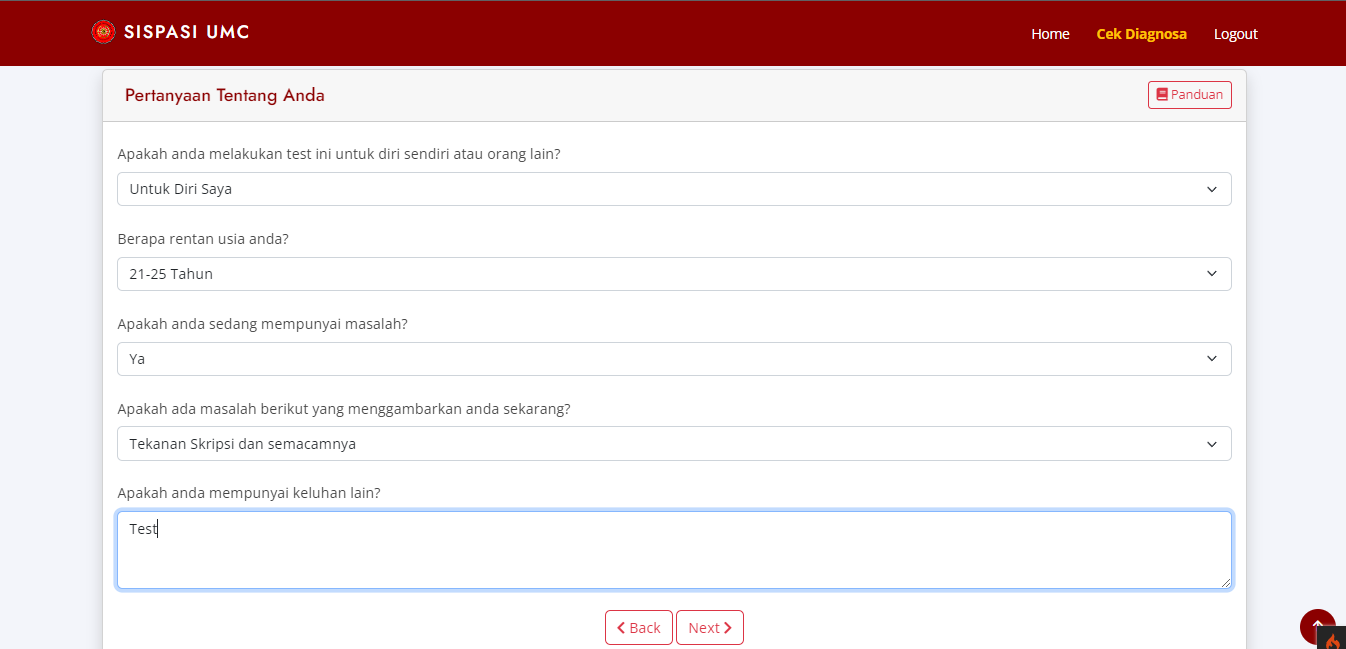 SISPASI UMC
Home Cek Diagnosa Logout
Pertanyaan Tentang Anda
Panduan
Apakah anda melakukan test ini untuk diri sendiri atau orang lain?
Untuk Diri Saya
Berapa rentan usia anda?
21-25 Tahun
Apakah anda sedang mempunyai masalah?
Ya
Apakah ada masalah berikut yang menggambarkan anda sekarang?
Tekanan Skripsi dan semacamnya
Apakah anda mempunyai keluhan lain?
Test
Back Next